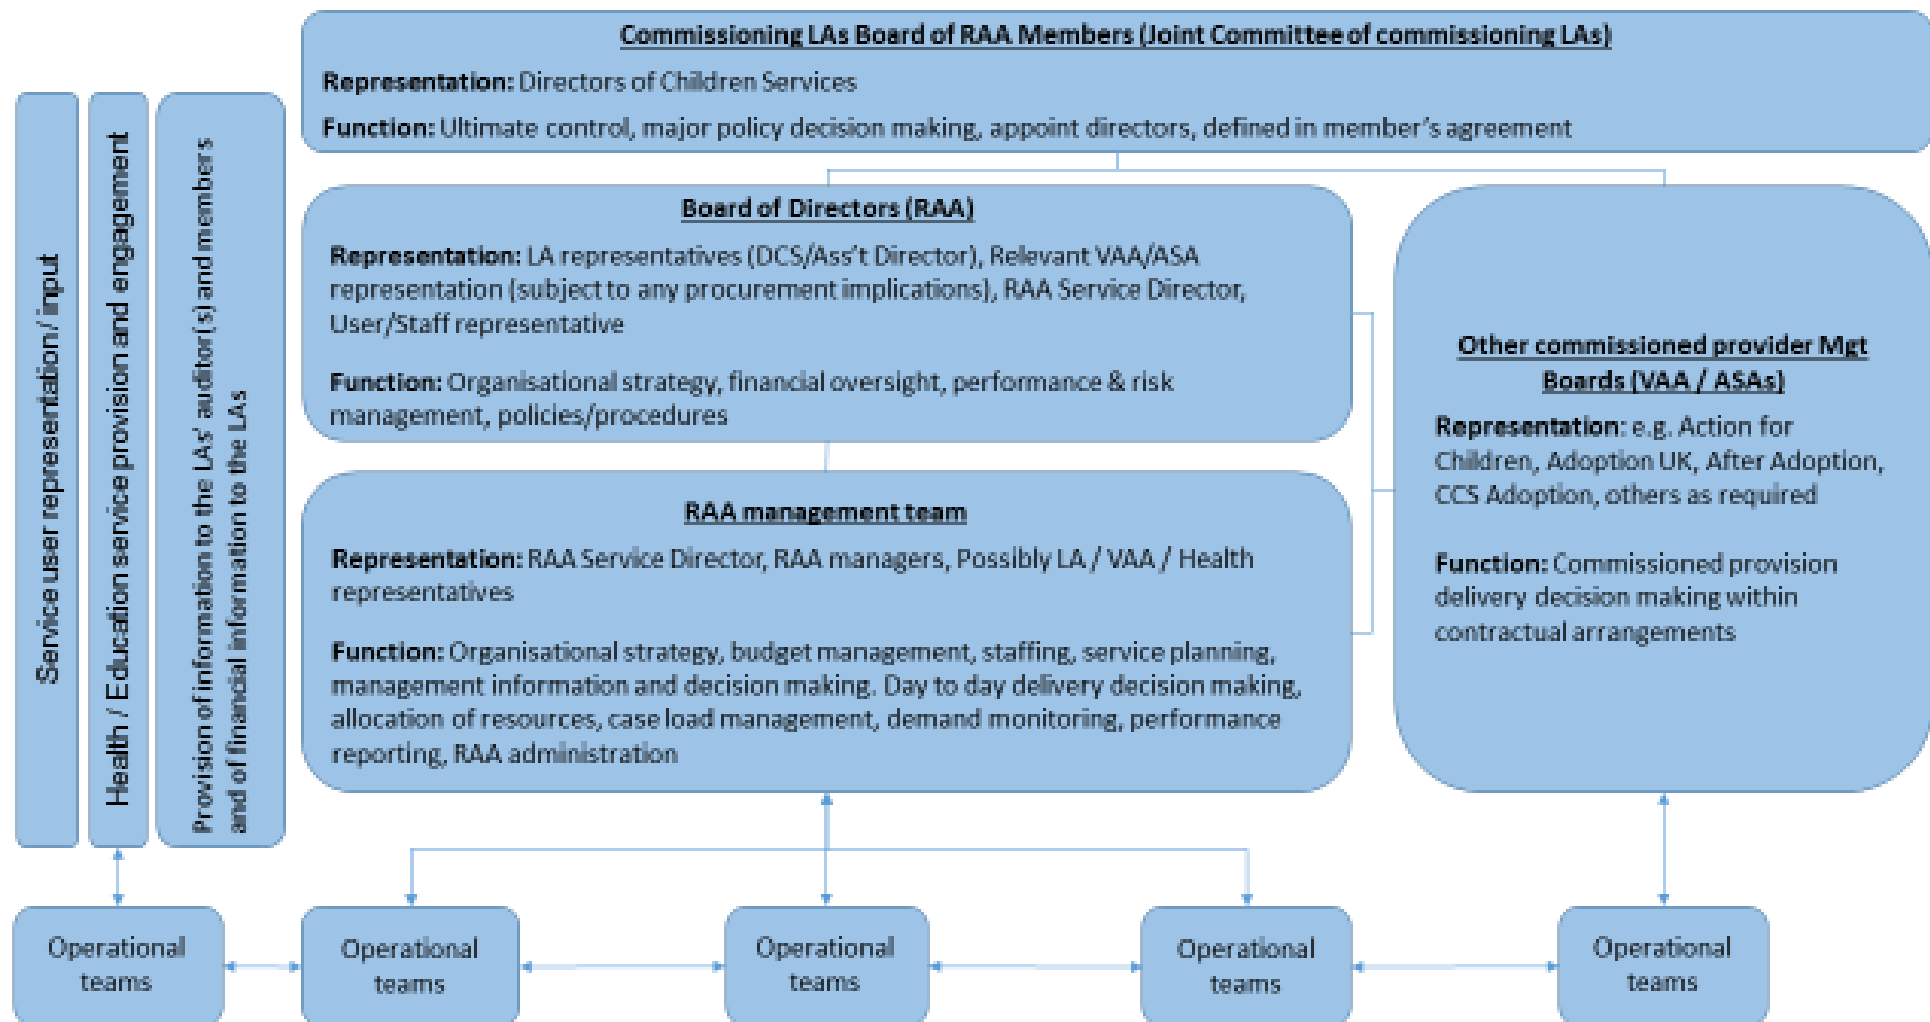 Commissioning LAs Board of RAA Members (Joint Committee of commissioning LAs)
Representation: Directors of Children Services
Function: Ultimate control, major policy decision making, appoint directors, defined in member's agreement
Service user representation/ input
Health / Education service provision and engagement
Provision of information to the LAs' auditor(s) and members
and of financial information to the LAs
Board of Directors (RAA)
Representation: LA representatives (DCS/Ass't Director), Relevant VAA/ASA
representation (subject to any procurement implications), RAA Service Director,
User/Staff representative
Function: Organisational strategy, financial oversight, performance & risk
management, policies/procedures
RAA management team
Representation: RAA Service Director, RAA managers, Possibly LA / VAA / Health
representatives
Function: Organisational strategy, budget management, staffing, service planning,
management information and decision making. Day to day delivery decision making,
allocation of resources, case load management, demand monitoring, performance
reporting, RAA administration
Other commissioned provider Mgt
Boards (VAA / ASAs)
Representation: e.g. Action for
Children, Adoption UK, After Adoption,
CCS Adoption, others as required
Function: Commissioned provision
delivery decision making within
contractual arrangements
Operational
teams
Operational
teams
Operational
teams
Operational
teams
Operational
teams